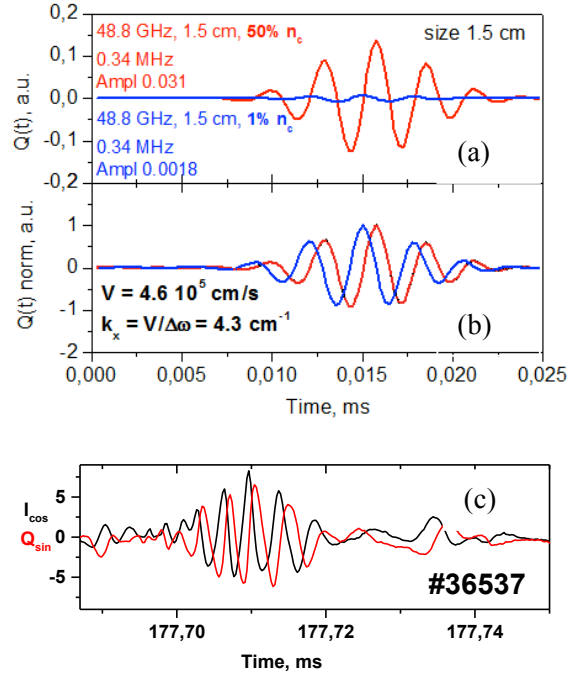 0,2
0,1
0,0
-0,1
-0,2
Q(t), a.u.
48.8 GHz, 1.5 cm, 50% n_c
0.34 MHz
Ampl 0.031
48.8 GHz, 1.5 cm, 1% n_c
0.34 MHz
Ampl 0.0018
size 1.5 cm
(a)
2
1
0
-1
-2
Q(t) norm, a.u.
V = 4.6 10^5 cm/s
k_x = V/Δω = 4.3 cm^-1
(b)
0,000 0,005 0,010 0,015 0,020 0,025
Time, ms
5
0
-5
I_cos
Q_sin
(c)
#36537
177,70 177,72 177,74
Time, ms